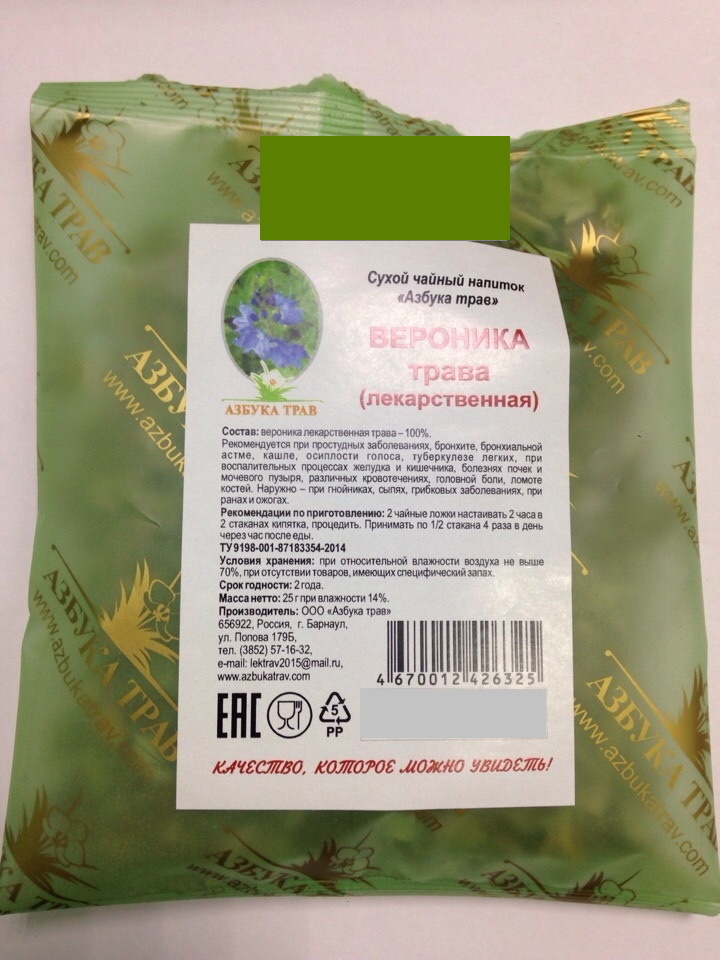 Сухой чайный напиток
«Азбука трав»
ВЕРОНИКА
трава
(лекарственная)
АЗБУКА ТРАВ
Состав: вероника лекарственная трава – 100%.
Рекомендуется при простудных заболеваниях, бронхите, бронхиальной
астме, кашле, осиплости голоса, туберкулезе легких, при
воспалительных процессах желудка и кишечника, болезнях почек и
мочевого пузыря, различных кровотечениях, головной боли, ломоте
костей. Наружно – при гнойниках, сыпях, грибковых заболеваниях, при
ранах и ожогах.
Рекомендации по приготовлению: 2 чайные ложки настаивать 2 часа в
2 стаканах кипятка, процедить. Принимать по 1/2 стакана 4 раза в день
через час после еды.
ТУ 9198-001-87183354-2014
Условия хранения: при относительной влажности воздуха не выше
70%, при отсутствии товаров, имеющих специфический запах.
Срок годности: 2 года.
Масса нетто: 25 г при влажности 14%.
Производитель: ООО «Азбука трав»
656922, Россия, г. Барнаул,
ул. Попова 179Б,
тел. (3852) 57-16-32,
e-mail: lektrav2015@mail.ru,
www.azbukatrav.com
4 670012 426325
ЕАС
5
PP
КАЧЕСТВО, КОТОРОЕ МОЖНО УВИДЕТЬ!
АЗБУКА ТРАВ
www.azbukatrav.com